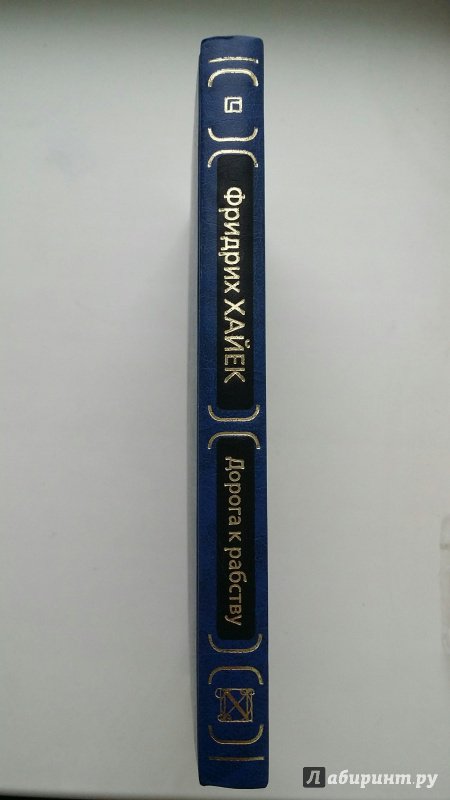 Фридрих ХАЙЕК
Дорога к рабству
Лабиринт.ру